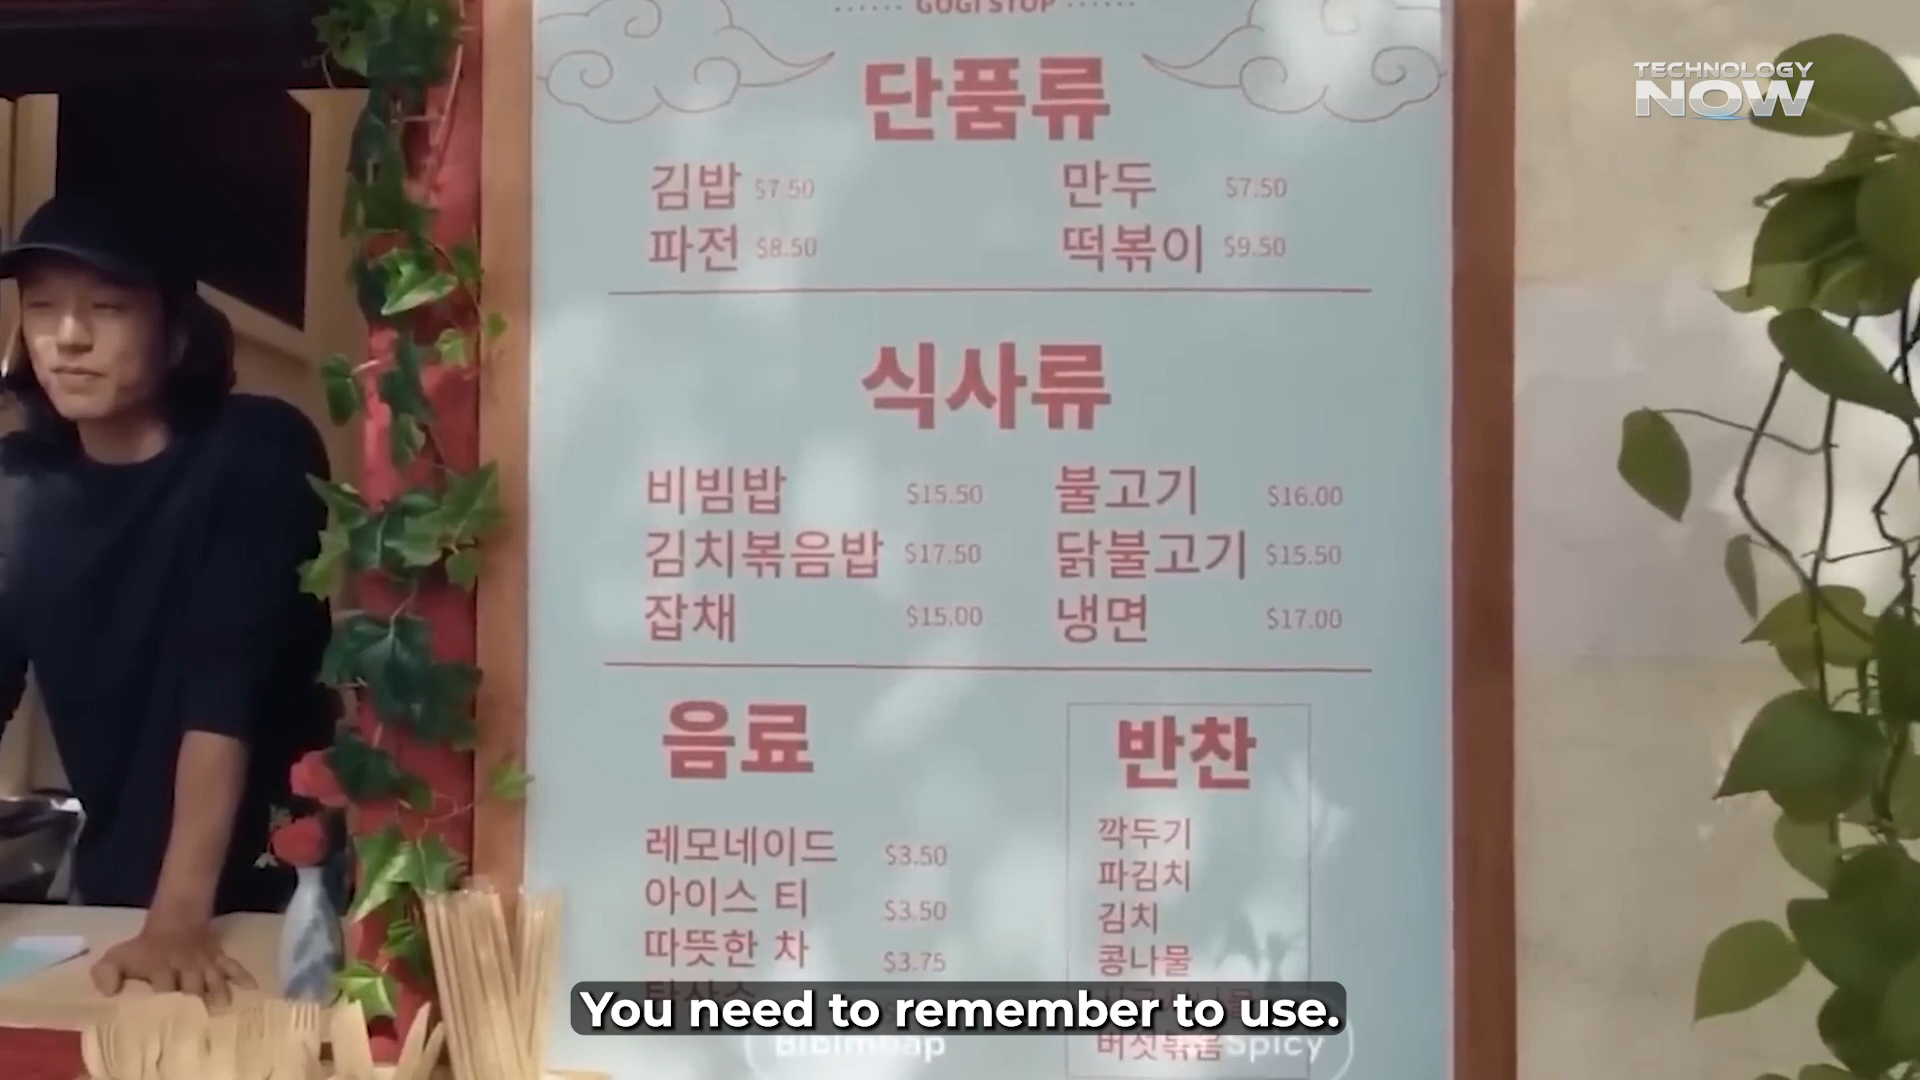 GOGI STOP
TECHNOLOGY
NOW
단품류
김밥 $7.50 만두 $7.50
파전 $8.50 떡볶이 $9.50
식사류
비빔밥 $15.50 불고기 $16.00
김치볶음밥 $17.50 닭불고기 $15.50
잡채 $15.00 냉면 $17.00
음료 반찬
레모네이드 $3.50
아이스 티 $3.50
따뜻한 차 $3.75
깍두기
파김치
김치
콩나물
버섯볶음
You need to remember to use.
Bibimbap
Spicy